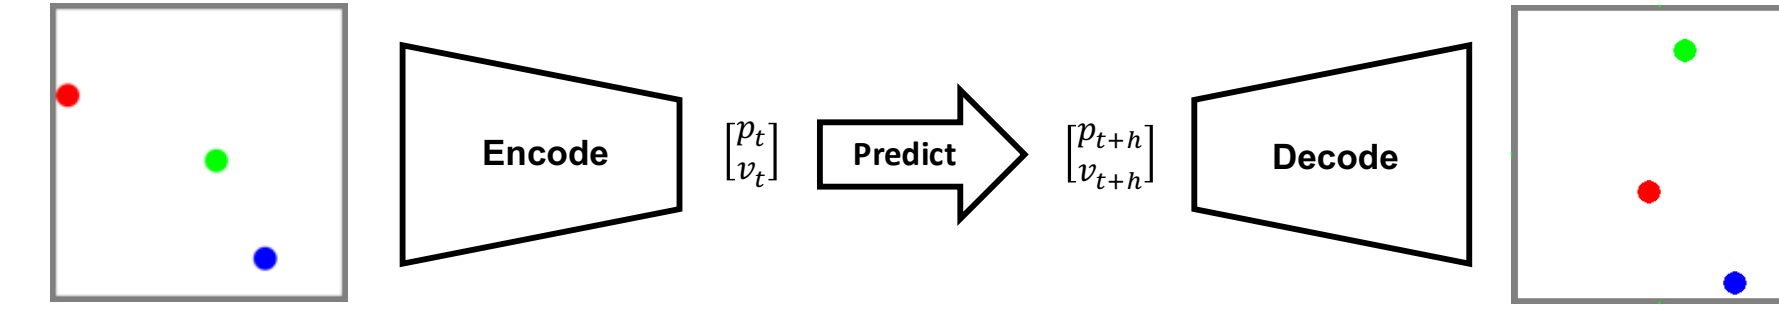 Encode
[p_t
v_t]
Predict
[p_{t+h}
v_{t+h}]
Decode